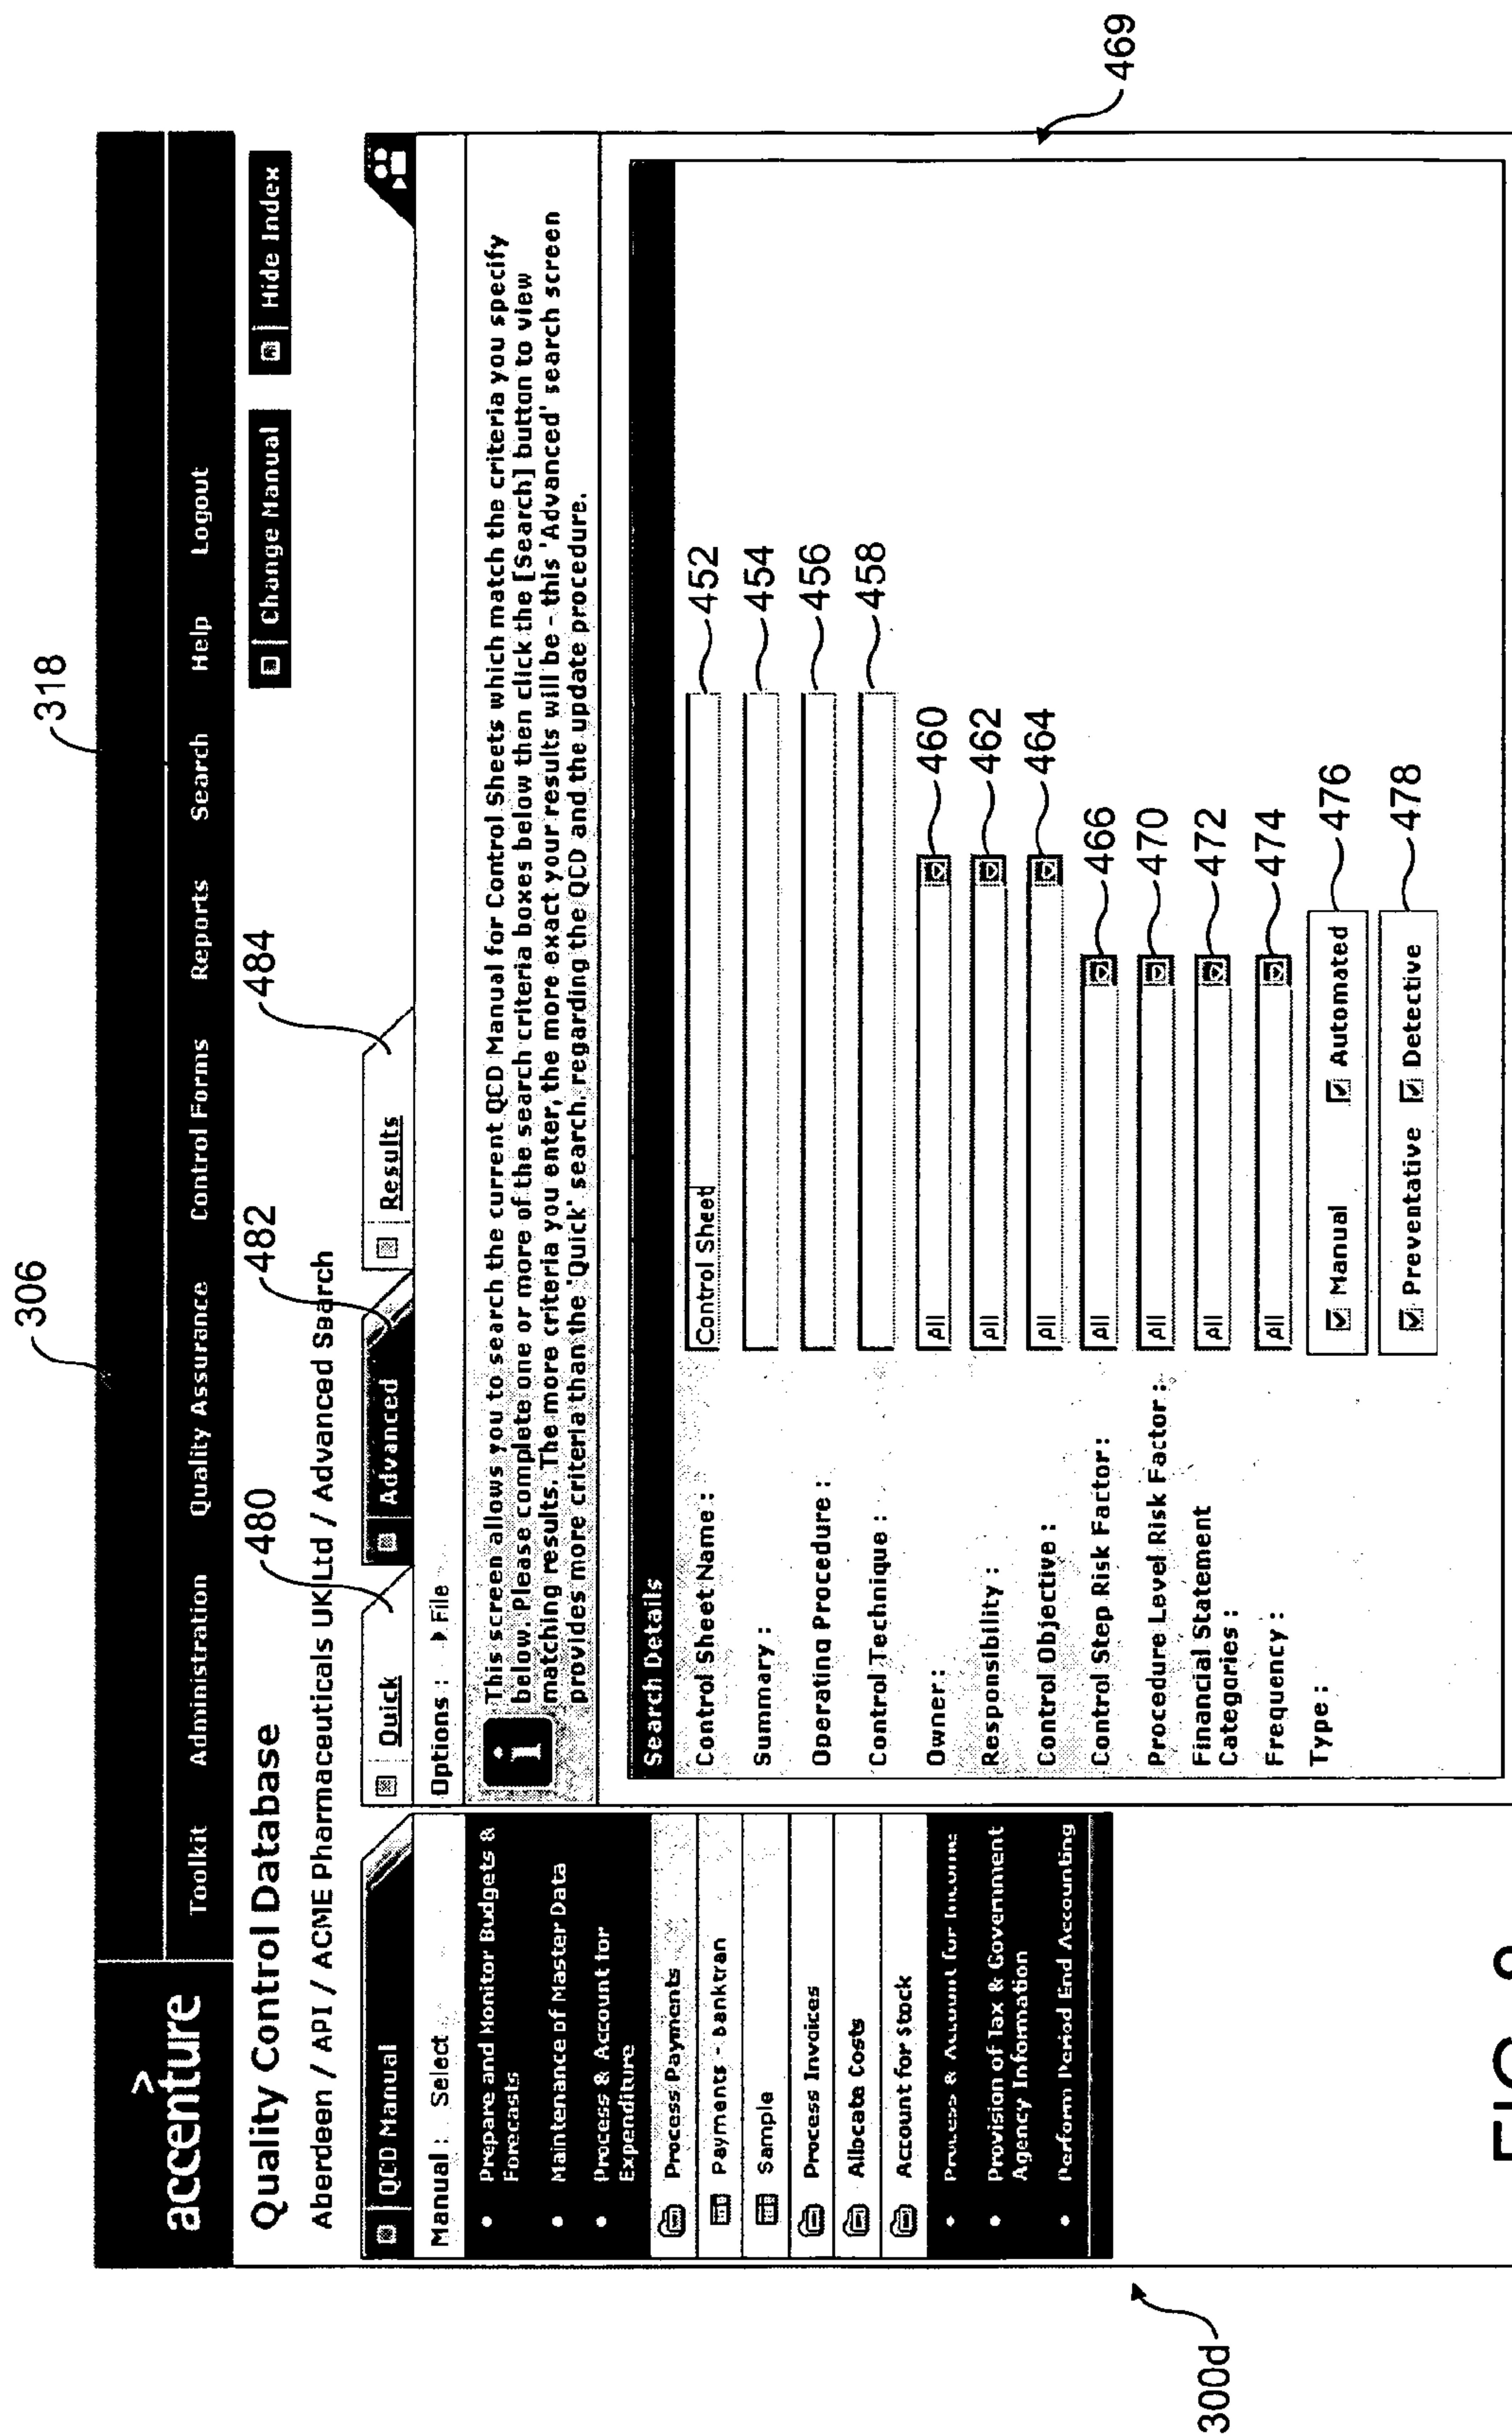 306
318
accenture
Toolkit Administration Quality Assurance Control Forms Reports Search Help Logout
Quality Control Database
Change Manual Hide Index
Aberdeen / API / ACME Pharmaceuticals UK Ltd / Advanced Search
480
482
484
QCD Manual
Manual : Select
Prepare and Monitor Budgets &
Forecasts
Maintenance of Master Data
Process & Account for
Expenditure
Process Payments
Payments - banktran
Sample
Process Invoices
Allocate Costs
Account for Stock
Process & Account for Income
Provision of Tax & Government
Agency Information
Perform Period End Accounting
Quick Advanced Results
Options : File
i
This screen allows you to search the current QCD Manual for Control Sheets which match the criteria you specify
below. Please complete one or more of the search criteria boxes below then click the [Search] button to view
matching results. The more criteria you enter, the more exact your results will be - this 'Advanced' search screen
provides more criteria than the 'Quick' search. regarding the QCD and the update procedure.
Search Details
Control Sheet Name : Control Sheet 452
Summary : 454
Operating Procedure : 456
Control Technique : 458
Owner: All 460
Responsibility : All 462
Control Objective : All 464
Control Step Risk Factor: All 466
Procedure Level Risk Factor : All 470
Financial Statement
Categories : All 472
Frequency : All 474
Type : Manual Automated 476
Preventative Detective 478
469
300d